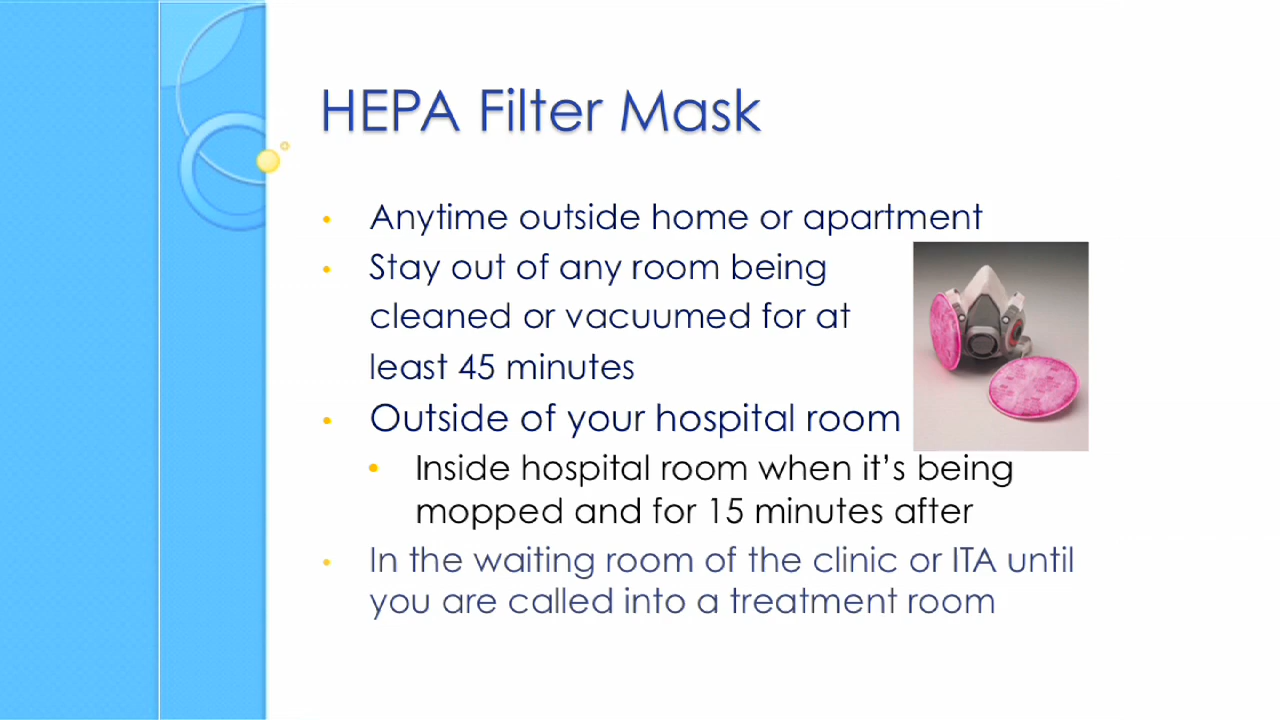 HEPA Filter Mask
• Anytime outside home or apartment
• Stay out of any room being
cleaned or vacuumed for at
least 45 minutes
• Outside of your hospital room
• Inside hospital room when it’s being
mopped and for 15 minutes after
• In the waiting room of the clinic or ITA until
you are called into a treatment room